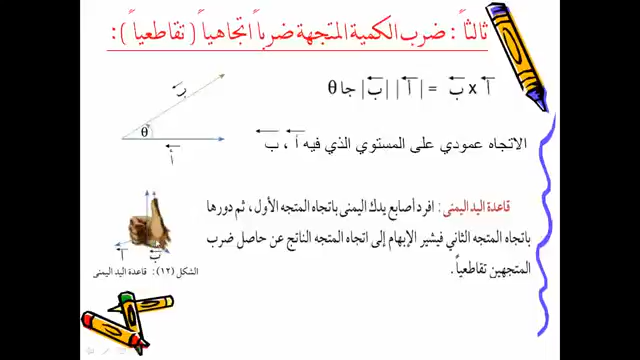 ثالثاً : ضرب الكمية المتجهة ضرباً اتجاهياً ( تقاطعياً ) :
أ x ب = |أ| |ب| جا θ
ب
θ
أ
الاتجاه عمودي على المستوي الذي فيه أ ، ب
قاعدة اليد اليمنى : افرد أصابع يدك اليمنى باتجاه المتجه الأول ، ثم دورها
باتجاه المتجه الثاني فيشير الإبهام إلى اتجاه المتجه الناتج عن حاصل ضرب
المتجهين تقاطعياً .
أ
ب
الشكل (١٢) : قاعدة اليد اليمنى